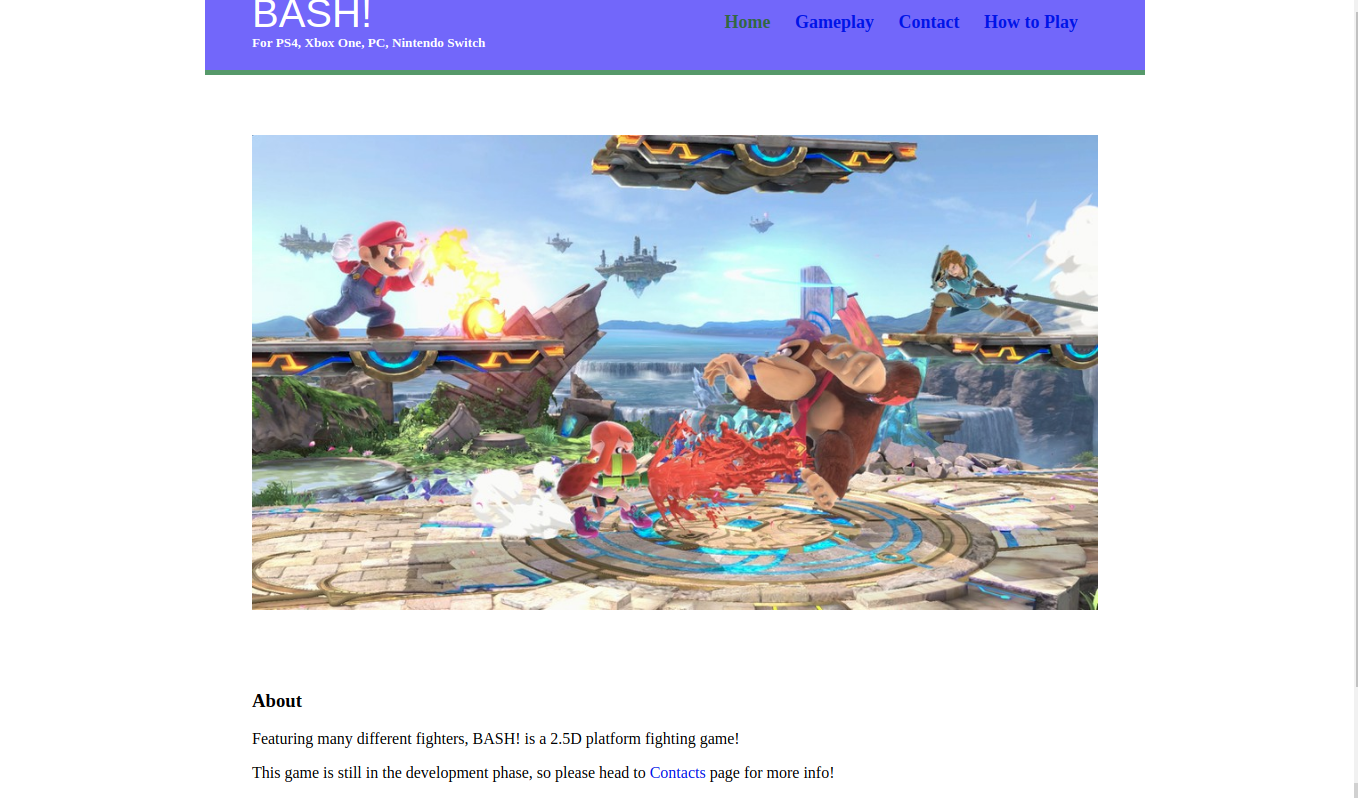 BASH!
Home Gameplay Contact How to Play
For PS4, Xbox One, PC, Nintendo Switch
About
Featuring many different fighters, BASH! is a 2.5D platform fighting game!
This game is still in the development phase, so please head to Contacts page for more info!